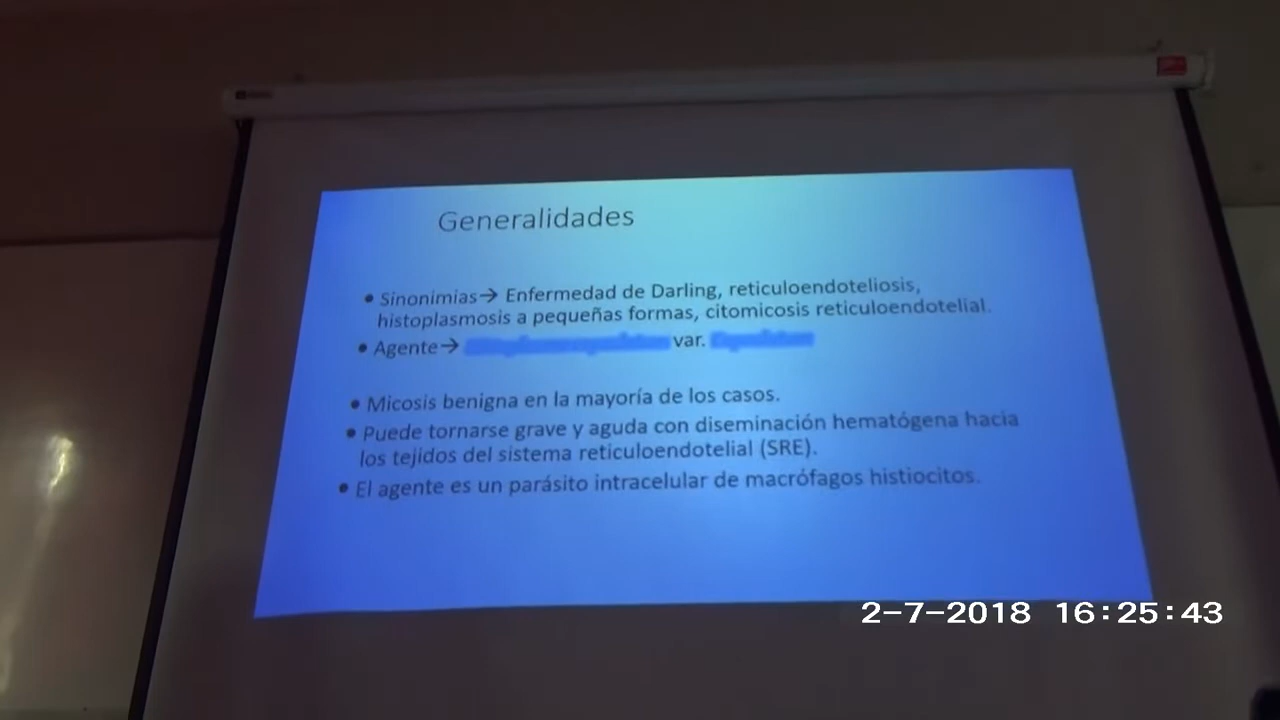 Generalidades
• Sinonimias→ Enfermedad de Darling, reticuloendoteliosis,
histoplasmosis a pequeñas formas, citomicosis reticuloendotelial.
• Agente→ var.
• Micosis benigna en la mayoría de los casos.
• Puede tornarse grave y aguda con diseminación hematógena hacia
los tejidos del sistema reticuloendotelial (SRE).
• El agente es un parásito intracelular de macrófagos histiocitos.
2-7-2018 16:25:43